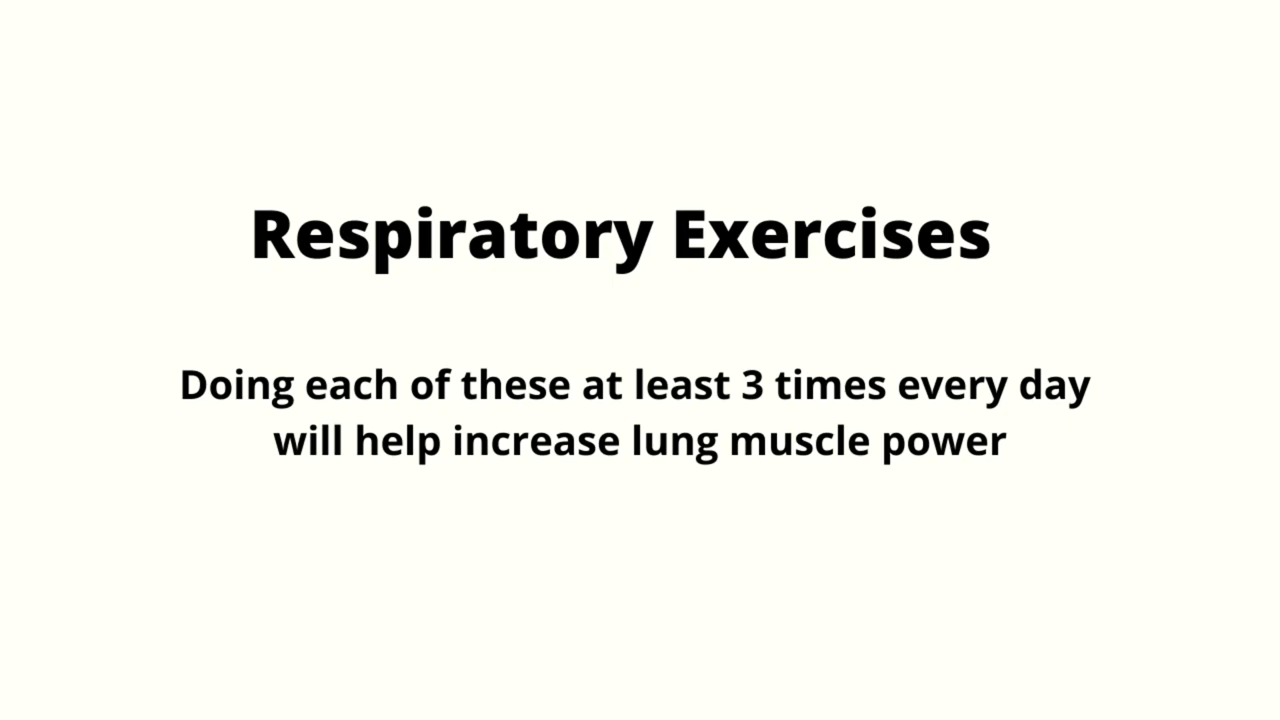 Respiratory Exercises
Doing each of these at least 3 times every day
will help increase lung muscle power